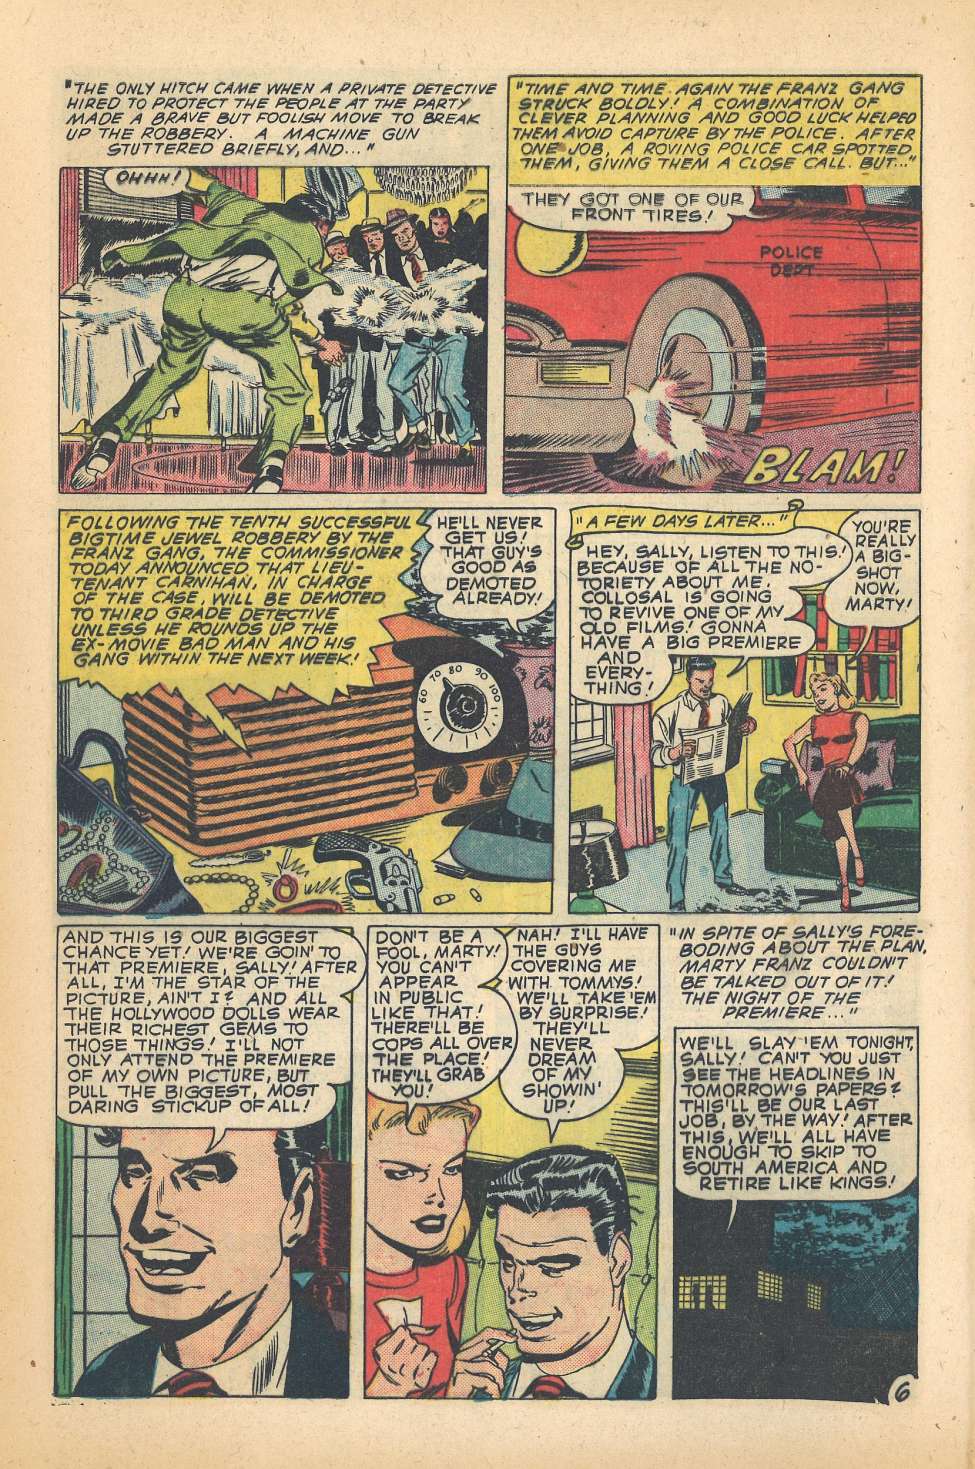 "THE ONLY HITCH CAME WHEN A PRIVATE DETECTIVE
HIRED TO PROTECT THE PEOPLE AT THE PARTY
MADE A BRAVE BUT FOOLISH MOVE TO BREAK
UP THE ROBBERY. A MACHINE GUN
STUTTERED BRIEFLY, AND..."
OHHH!
"TIME AND TIME AGAIN THE FRANZ GANG
STRUCK BOLDLY! A COMBINATION OF
CLEVER PLANNING AND GOOD LUCK HELPED
THEM AVOID CAPTURE BY THE POLICE. AFTER
ONE JOB, A ROVING POLICE CAR SPOTTED
THEM, GIVING THEM A CLOSE CALL. BUT..."
THEY GOT ONE OF OUR
FRONT TIRES!
POLICE
DEPT
BLAM!
FOLLOWING THE TENTH SUCCESSFUL
BIGTIME JEWEL ROBBERY BY THE
FRANZ GANG, THE COMMISSIONER
TODAY ANNOUNCED THAT LIEU-
TENANT CARNIHAN, IN CHARGE
OF THE CASE, WILL BE DEMOTED
TO THIRD GRADE DETECTIVE
UNLESS HE ROUNDS UP THE
EX-MOVIE BAD MAN AND HIS
GANG WITHIN THE NEXT WEEK!
HE'LL NEVER
GET US!
THAT GUY'S
GOOD AS
DEMOTED
ALREADY!
60 70 80 90 100
"A FEW DAYS LATER..."
HEY, SALLY, LISTEN TO THIS!
BECAUSE OF ALL THE NO-
TORIETY ABOUT ME,
COLLOSAL IS GOING
TO REVIVE ONE OF MY
OLD FILMS! GONNA
HAVE A BIG PREMIERE
AND
EVERY-
THING!
YOU'RE
REALLY
A BIG-
SHOT
NOW,
MARTY!
AND THIS IS OUR BIGGEST
CHANCE YET! WE'RE GOIN' TO
THAT PREMIERE, SALLY! AFTER
ALL, I'M THE STAR OF THE
PICTURE, AIN'T I? AND ALL
THE HOLLYWOOD DOLLS WEAR
THEIR RICHEST GEMS TO
THOSE THINGS! I'LL NOT
ONLY ATTEND THE PREMIERE
OF MY OWN PICTURE, BUT
PULL THE BIGGEST, MOST
DARING STICKUP OF ALL!
DON'T BE A
FOOL, MARTY!
YOU CAN'T
APPEAR
IN PUBLIC
LIKE THAT!
THERE'LL BE
COPS ALL OVER
THE PLACE!
THEY'LL GRAB
YOU!
NAH! I'LL HAVE
THE GUYS
COVERING ME
WITH TOMMYS!
WE'LL TAKE 'EM
BY SURPRISE!
THEY'LL
NEVER
DREAM
OF MY
SHOWIN'
UP!
"IN SPITE OF SALLY'S FORE-
BODING ABOUT THE PLAN,
MARTY FRANZ COULDN'T
BE TALKED OUT OF IT!
THE NIGHT OF THE
PREMIERE..."
WE'LL SLAY 'EM TONIGHT,
SALLY! CAN'T YOU JUST
SEE THE HEADLINES IN
TOMORROW'S PAPERS?
THIS'LL BE OUR LAST
JOB, BY THE WAY! AFTER
THIS, WE'LL ALL HAVE
ENOUGH TO SKIP TO
SOUTH AMERICA AND
RETIRE LIKE KINGS!
6